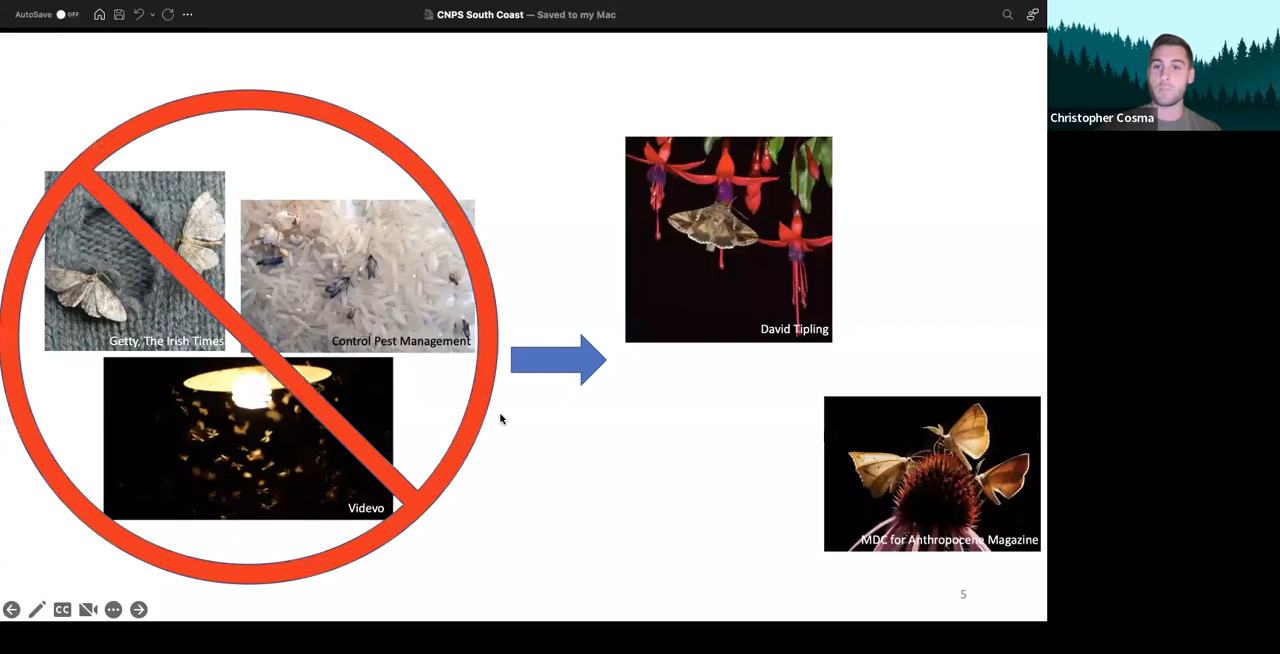 AutoSave OFF
CNPS South Coast — Saved to my Mac
Christopher Cosma
Getty, The Irish Times
Control Pest Management
David Tipling
Videvo
MDC for Anthropocene Magazine
5
CC